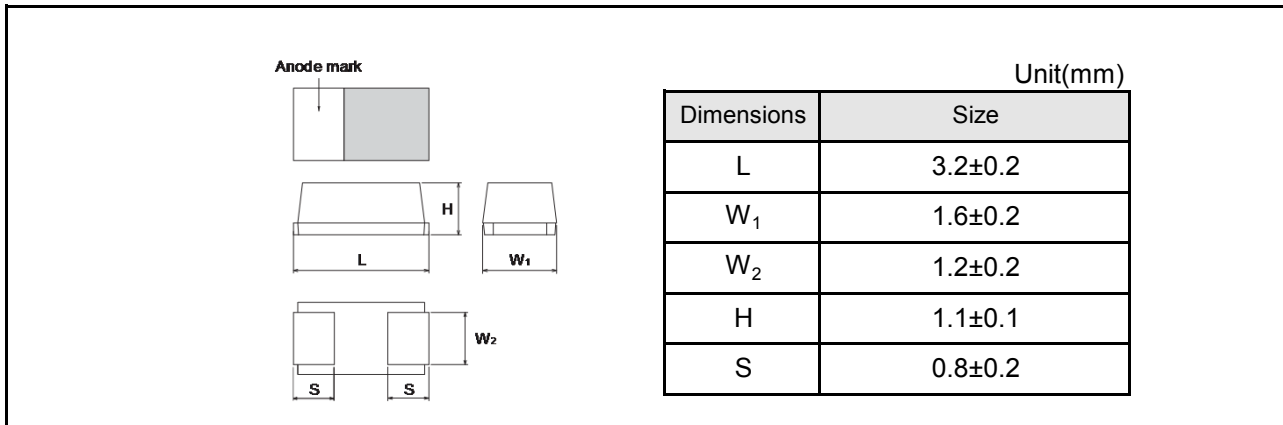 Anode mark
H
L
W₁
W₂
S S
Unit(mm)
Dimensions Size
L 3.2±0.2
W₁ 1.6±0.2
W₂ 1.2±0.2
H 1.1±0.1
S 0.8±0.2